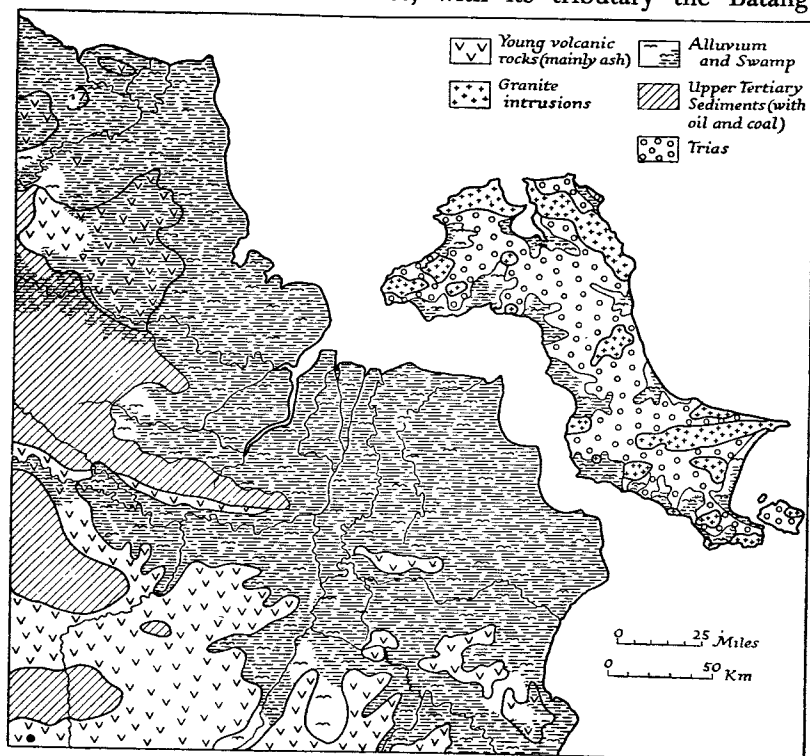 with its tributary the Batang
Young volcanic
rocks (mainly ash)
Granite
intrusions
Alluvium
and Swamp
Upper Tertiary
Sediments (with
oil and coal)
Trias
0 25 Miles
0 50 Km